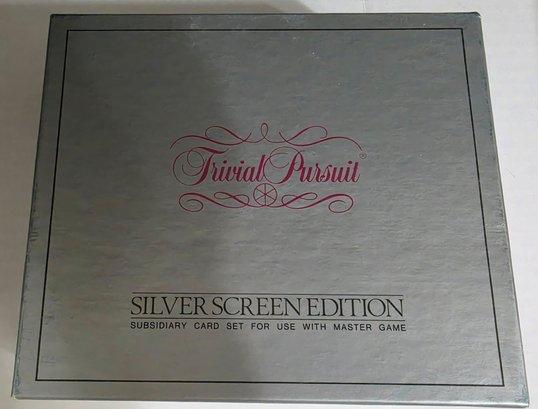 Trivial Pursuit®
SILVER SCREEN EDITION
SUBSIDIARY CARD SET FOR USE WITH MASTER GAME